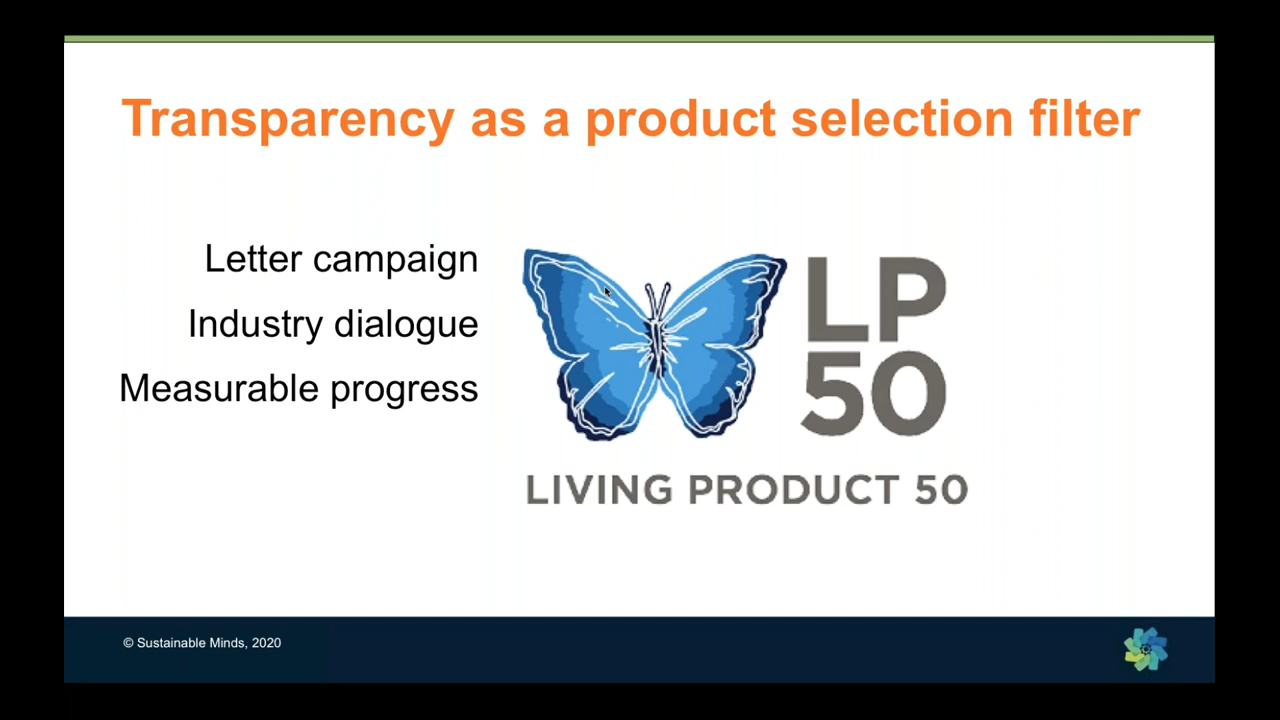 Transparency as a product selection filter
Letter campaign
Industry dialogue
Measurable progress
LP
50
LIVING PRODUCT 50
© Sustainable Minds, 2020